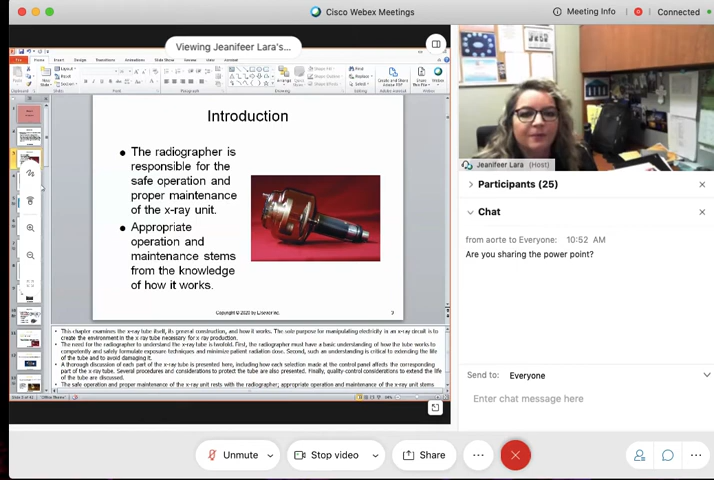 Cisco Webex Meetings
Meeting Info
Connected
Viewing Jeanifeer Lara's...
Introduction
● The radiographer is
responsible for the
safe operation and
proper maintenance
of the x-ray unit.
● Appropriate
operation and
maintenance stems
from the knowledge
of how it works.
Copyright © 2020 by Elsevier Inc.
3
• This chapter examines the x-ray tube itself, its general construction, and how it works. The sole purpose for manipulating electricity in an x-ray circuit is to
create the environment in the x ray tube necessary for x ray production.
• The need for the radiographer to understand the x-ray tube is twofold. First, the radiographer must have a basic understanding of how the tube works to
competently and safely formulate exposure techniques and minimize patient radiation dose. Second, such an understanding is critical to extending the life
of the tube and to avoid damaging it.
• A thorough discussion of each part of the x-ray tube is presented here, including how each selection made at the control panel affects the corresponding
part of the x-ray tube. Several procedures and considerations to protect the tube are also presented. Finally, quality control considerations to extend the life
of the tube are discussed.
• The safe operation and proper maintenance of the x-ray unit rests with the radiographer; appropriate operation and maintenance of the x-ray unit stems
Jeanifeer Lara (Host)
Participants (25)
Chat
from aorte to Everyone: 10:52 AM
Are you sharing the power point?
Send to: Everyone
Enter chat message here
Unmute
Stop video
Share